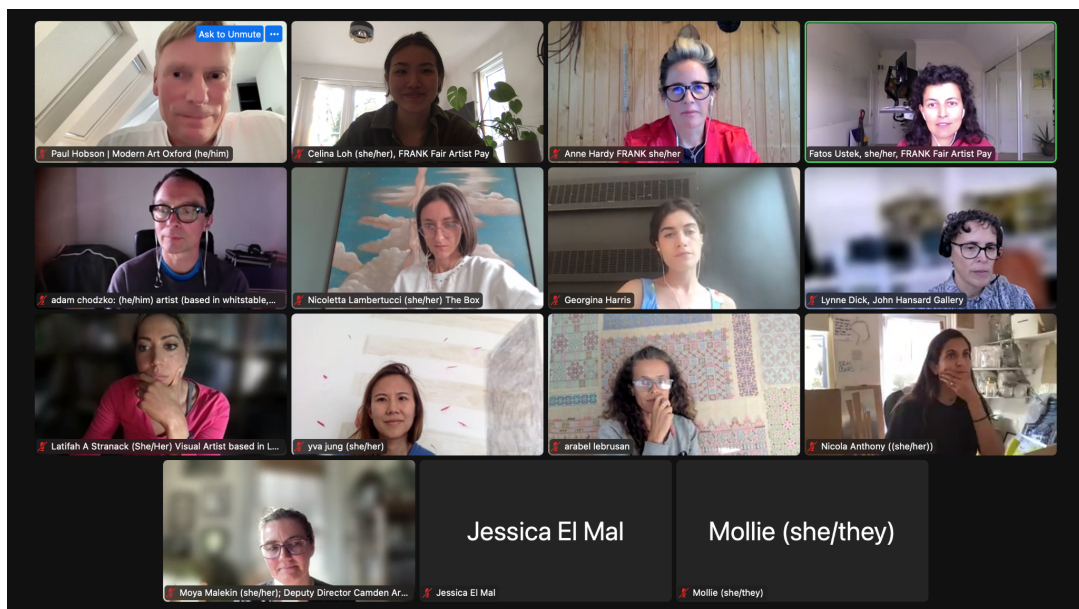 Ask to Unmute
Paul Hobson | Modern Art Oxford (he/him)
Celina Loh (she/her), FRANK Fair Artist Pay
Anne Hardy FRANK she/her
Fatos Ustek, she/her, FRANK Fair Artist Pay
adam chodzko: (he/him) artist (based in whitstable,...
Nicoletta Lambertucci (she/her) The Box
Georgina Harris
Lynne Dick, John Hansard Gallery
Latifah A Stranack (She/Her) Visual Artist based in L...
yva jung (she/her)
arabel lebrusan
Nicola Anthony ((she/her))
Jessica El Mal
Mollie (she/they)
Moya Malekin (she/her); Deputy Director Camden Ar...
Jessica El Mal
Mollie (she/they)